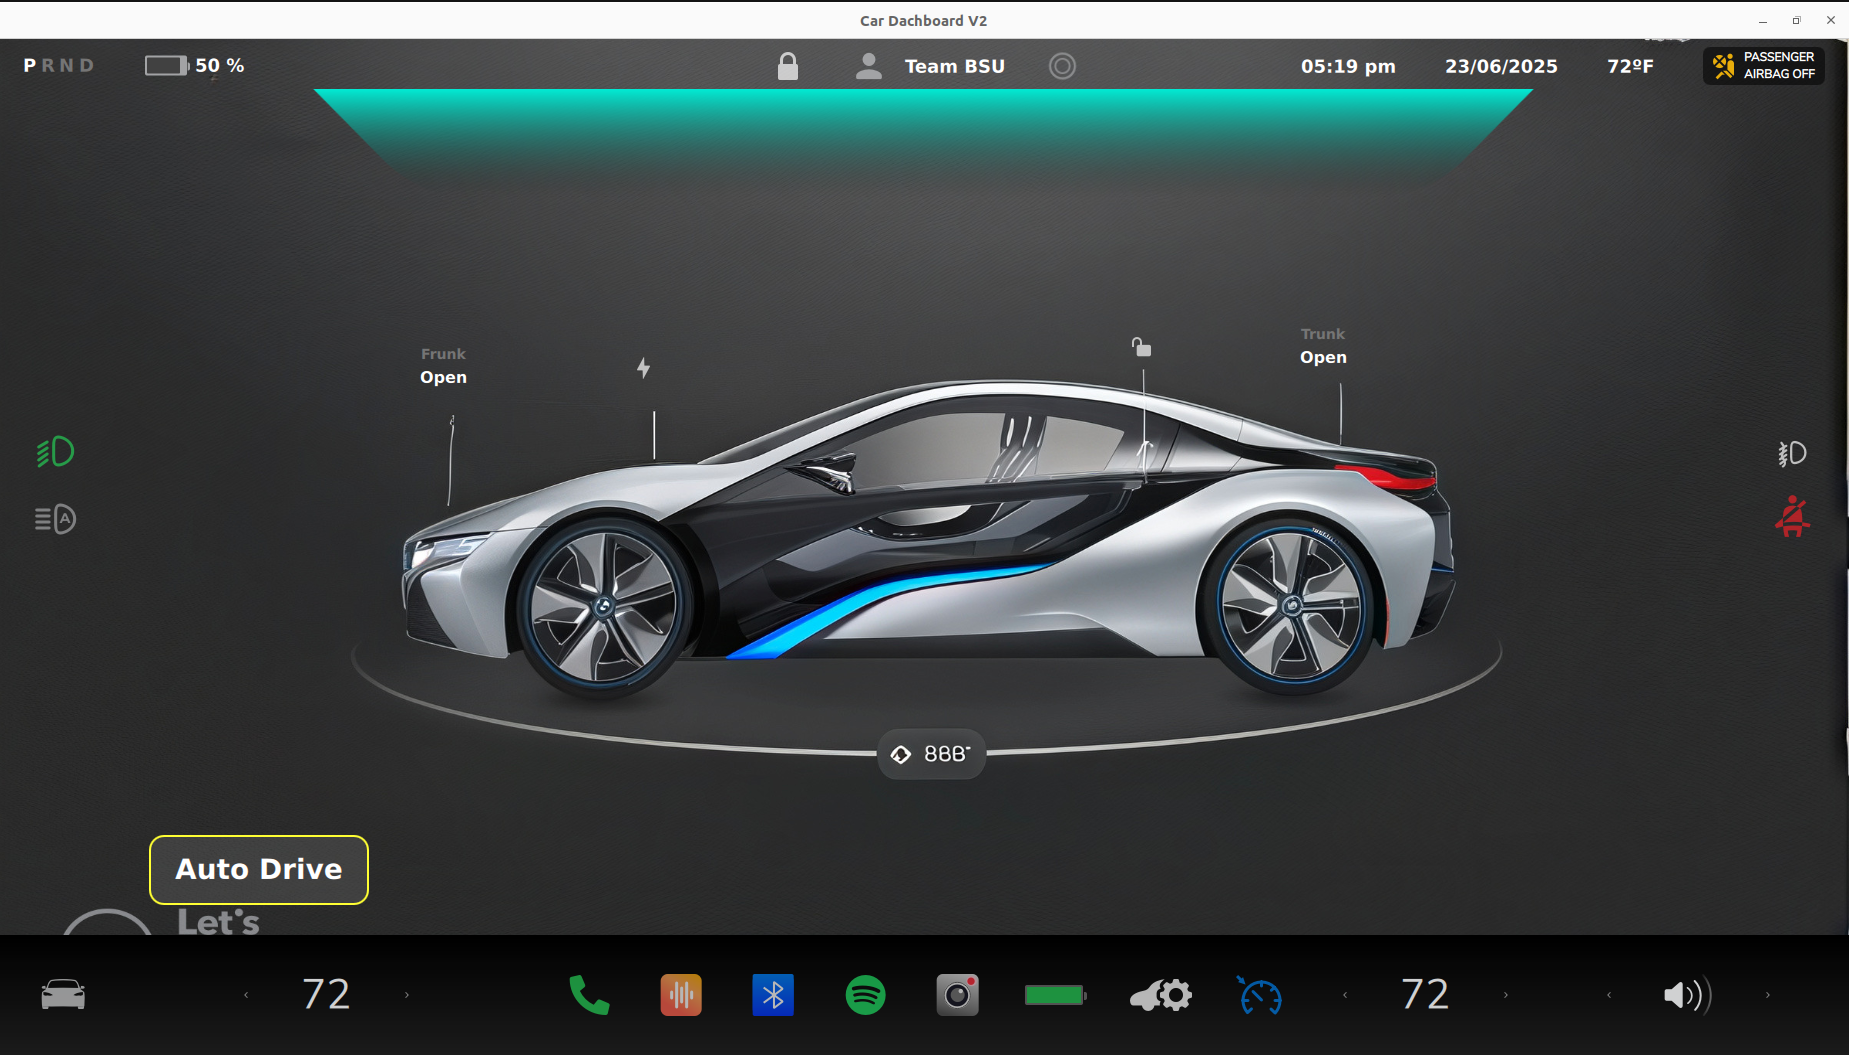 Car Dachboard V2
P R N D
50 %
Team BSU
05:19 pm
23/06/2025
72ºF
PASSENGER
AIRBAG OFF
Frunk
Open
Trunk
Open
A
Auto Drive
Let's
72
72